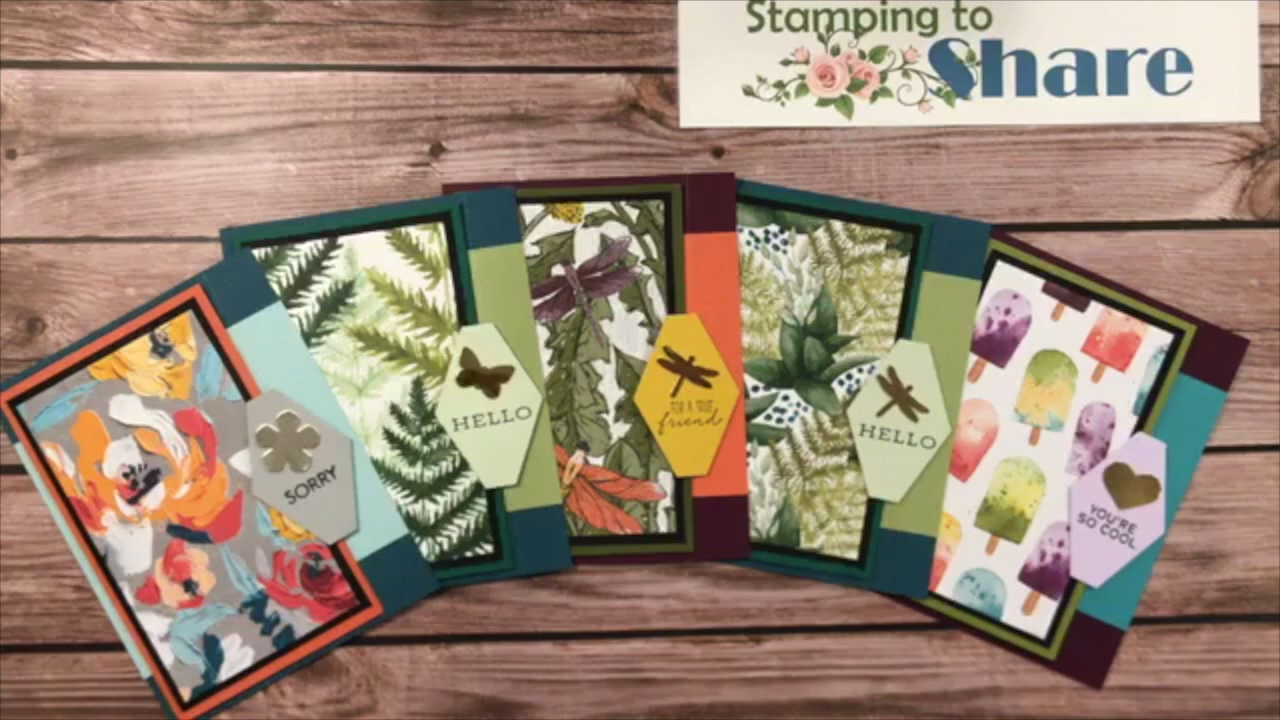 Stamping to
Share
SORRY
HELLO
FOR A TRUE
friend
HELLO
YOU'RE
SO COOL